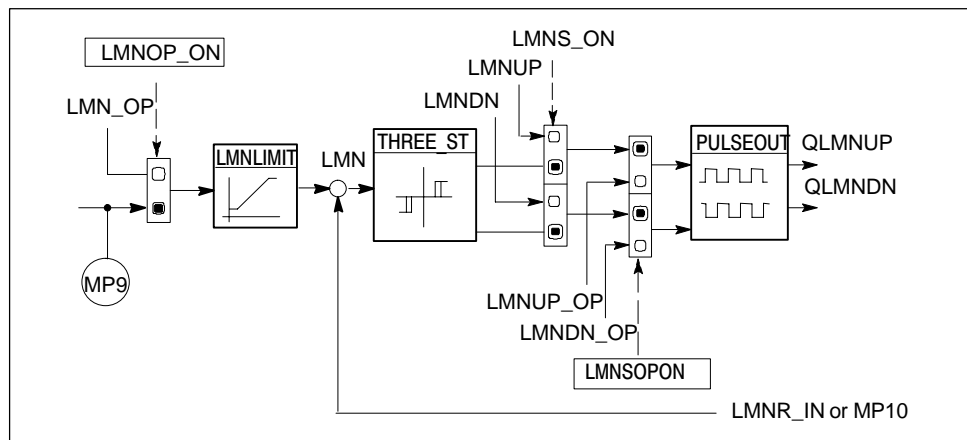 LMNOP_ON
LMN_OP
MP9
LMNLIMIT
LMN
THREE_ST
LMNS_ON
LMNUP
LMNDN
LMNUP_OP
LMNDN_OP
LMNSOPON
PULSEOUT
QLMNUP
QLMNDN
LMNR_IN or MP10